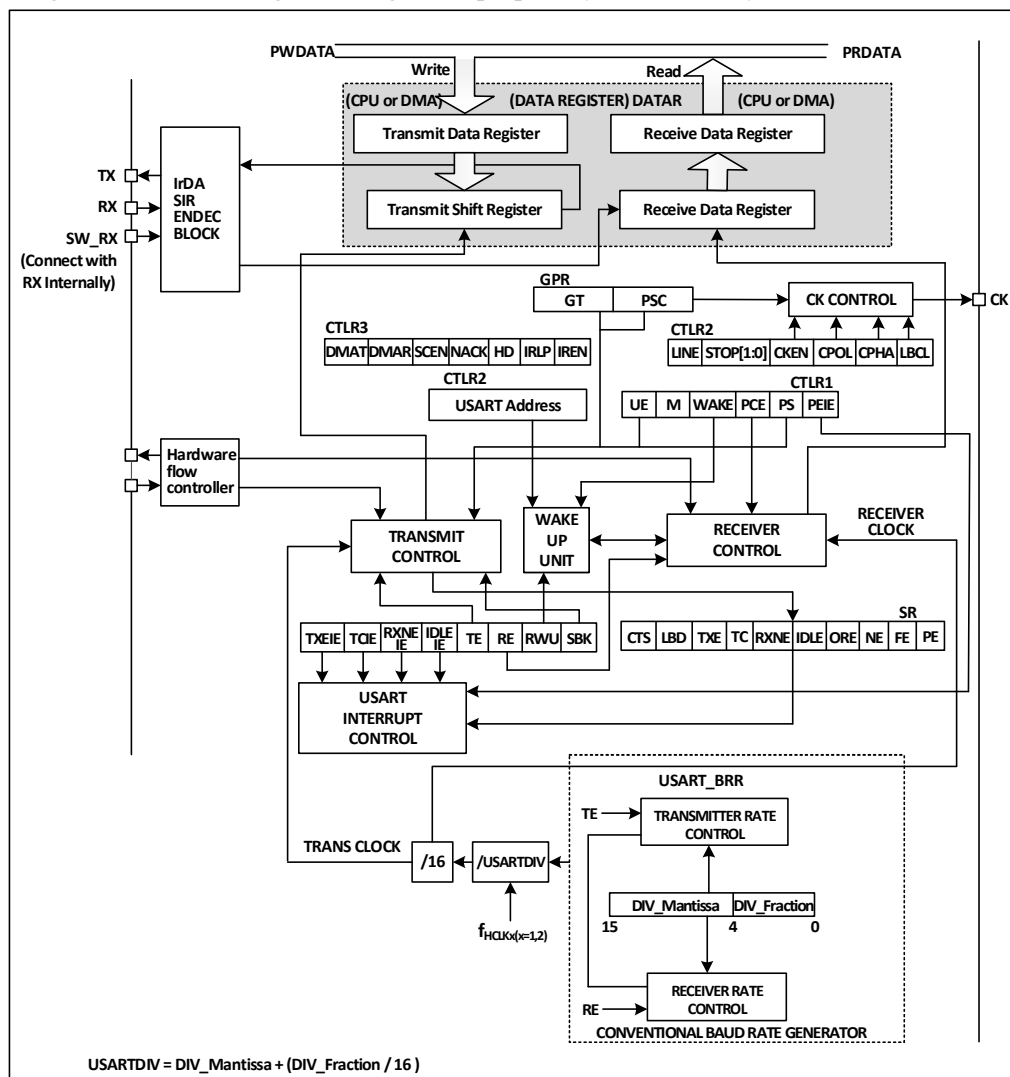 PWDATA
PRDATA
Write
Read
(CPU or DMA)
(DATA REGISTER) DATAR
(CPU or DMA)
Transmit Data Register
Receive Data Register
TX
RX
SW_RX
(Connect with
RX Internally)
IrDA
SIR
ENDEC
BLOCK
Transmit Shift Register
Receive Data Register
GPR
GT
PSC
CK CONTROL
CK
CTLR3
DMAT DMAR SCEN NACK HD IRLP IREN
CTLR2
LINE STOP[1:0] CKEN CPOL CPHA LBCL
CTLR2
USART Address
CTLR1
UE M WAKE PCE PS PEIE
Hardware
flow
controller
TRANSMIT
CONTROL
WAKE
UP
UNIT
RECEIVER
CONTROL
RECEIVER
CLOCK
TXEIE TCIE RXNE IE IDLE IE TE RE RWU SBK
SR
CTS LBD TXE TC RXNE IDLE ORE NE FE PE
USART
INTERRUPT
CONTROL
USART_BRR
TE
TRANSMITTER RATE
CONTROL
TRANS CLOCK
/16
/USARTDIV
fHCLKx(x=1,2)
DIV_Mantissa DIV_Fraction
15 4 0
RE
RECEIVER RATE
CONTROL
CONVENTIONAL BAUD RATE GENERATOR
USARTDIV = DIV_Mantissa + (DIV_Fraction / 16 )